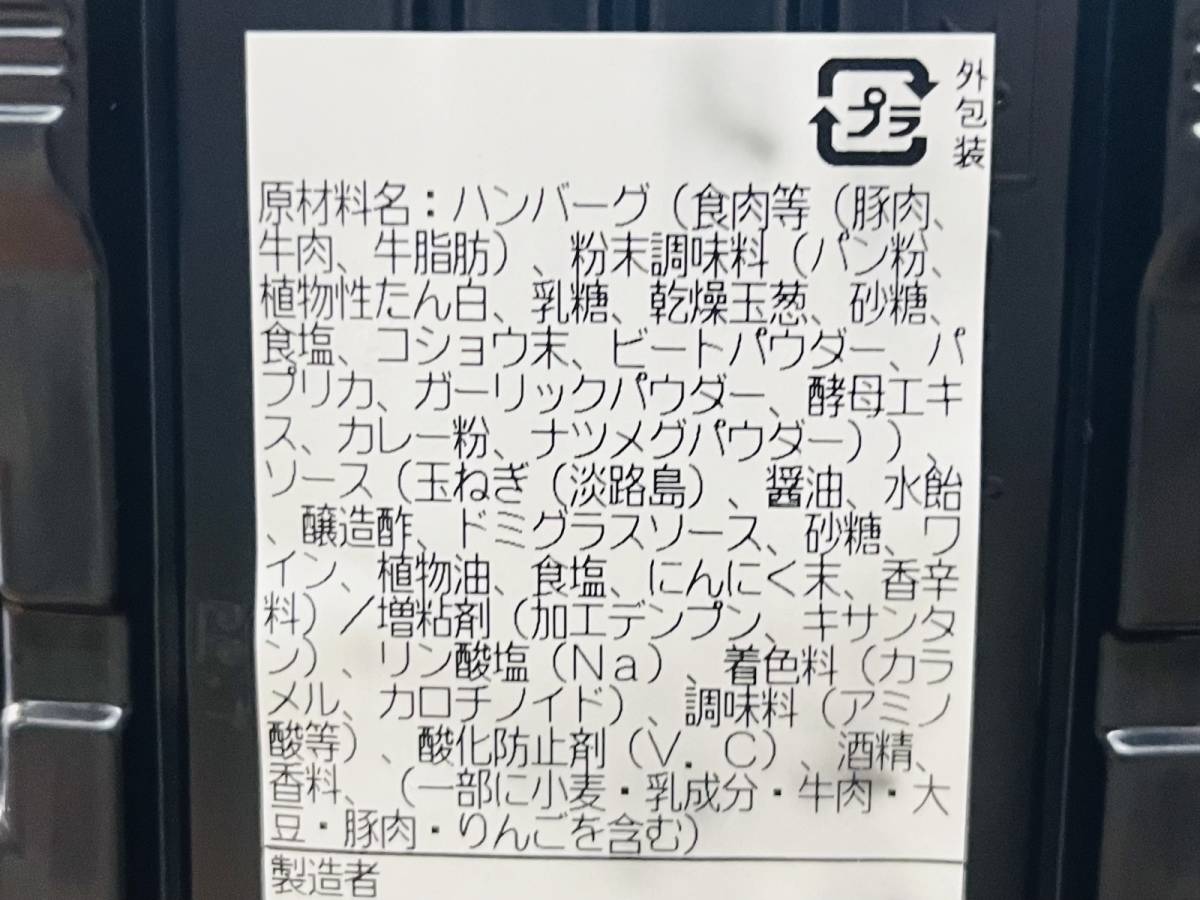 プラ
外包装
原材料名：ハンバーグ（食肉等（豚肉、
牛肉、牛脂肪）、粉末調味料（パン粉、
植物性たん白、乳糖、乾燥玉葱、砂糖、
食塩、コショウ末、ビートパウダー、パ
プリカ、ガーリックパウダー、酵母エキ
ス、カレー粉、ナツメグパウダー））、
ソース（玉ねぎ（淡路島）、醤油、水飴
、醸造酢、ドミグラスソース、砂糖、ワ
イン、植物油、食塩、にんにく末、香辛
料）／増粘剤（加工デンプン、キサンタ
ン）、リン酸塩（Ｎａ）、着色料（カラ
メル、カロチノイド）、調味料（アミノ
酸等）、酸化防止剤（Ｖ．Ｃ）、酒精、
香料、（一部に小麦・乳成分・牛肉・大
豆・豚肉・りんごを含む）
製造者